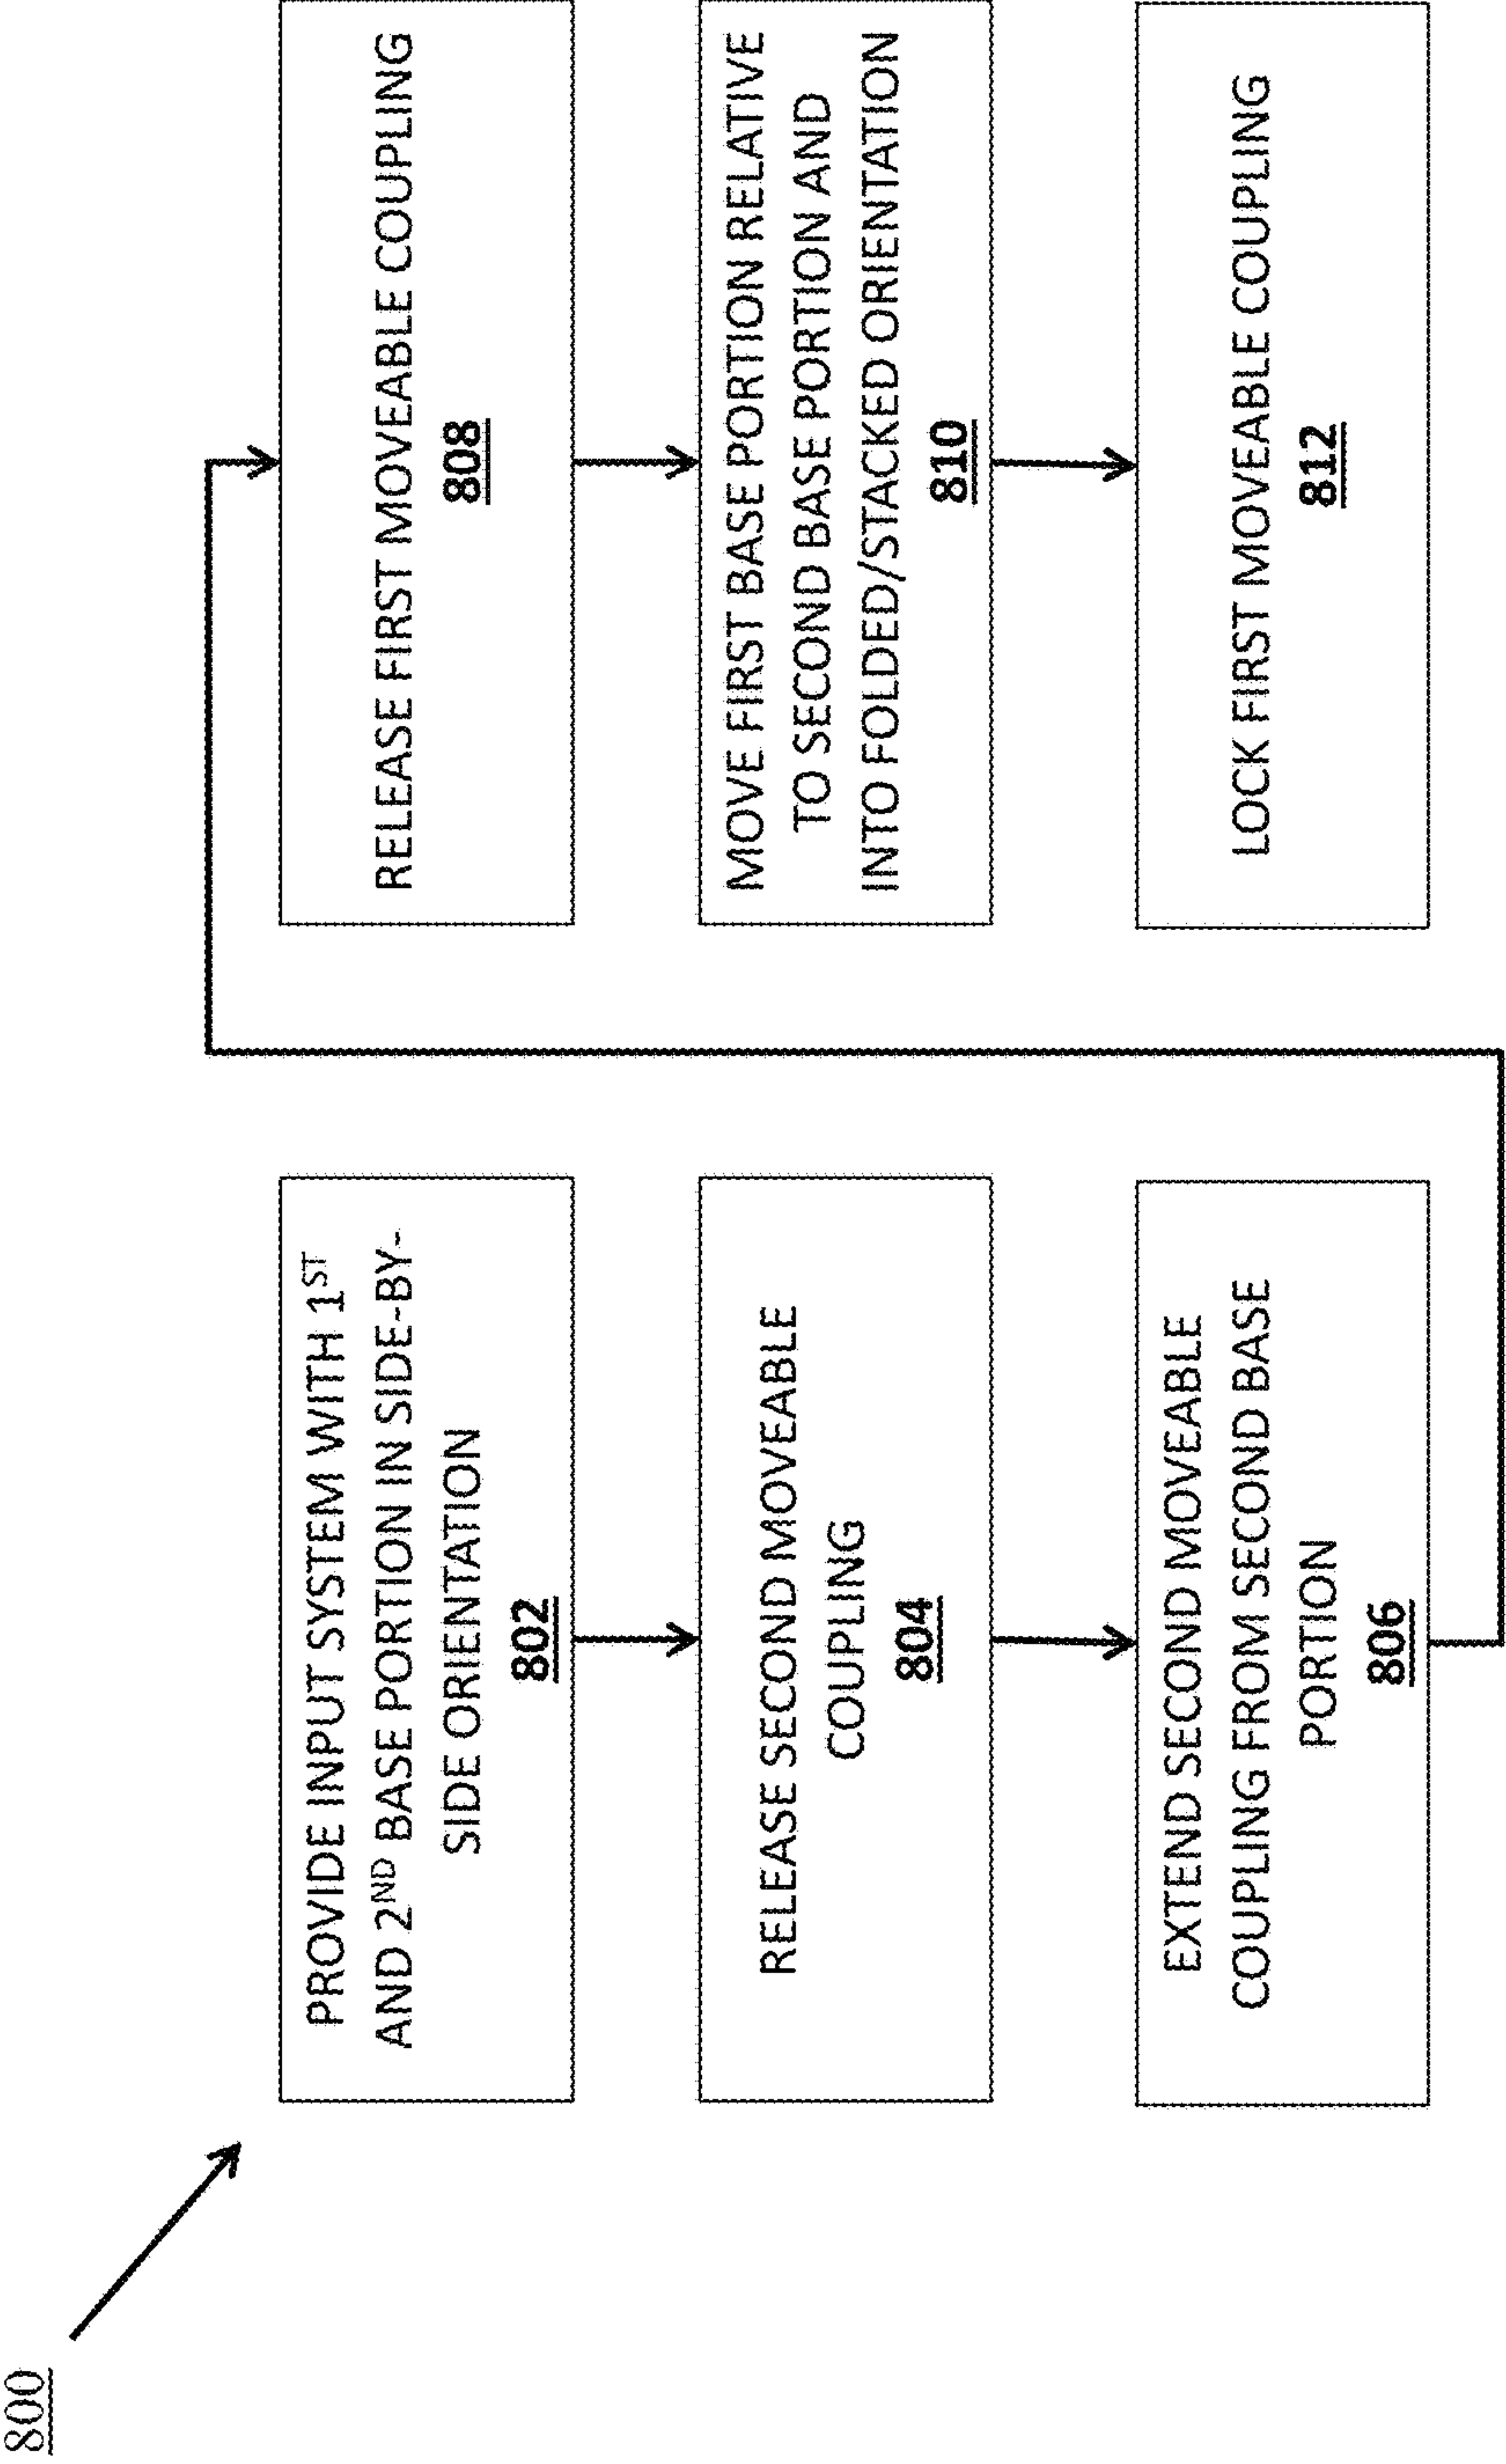 800
PROVIDE INPUT SYSTEM WITH 1ST
AND 2ND BASE PORTION IN SIDE-BY-
SIDE ORIENTATION
802
RELEASE SECOND MOVEABLE
COUPLING
804
EXTEND SECOND MOVEABLE
COUPLING FROM SECOND BASE
PORTION
806
RELEASE FIRST MOVEABLE COUPLING
808
MOVE FIRST BASE PORTION RELATIVE
TO SECOND BASE PORTION AND
INTO FOLDED/STACKED ORIENTATION
810
LOCK FIRST MOVEABLE COUPLING
812